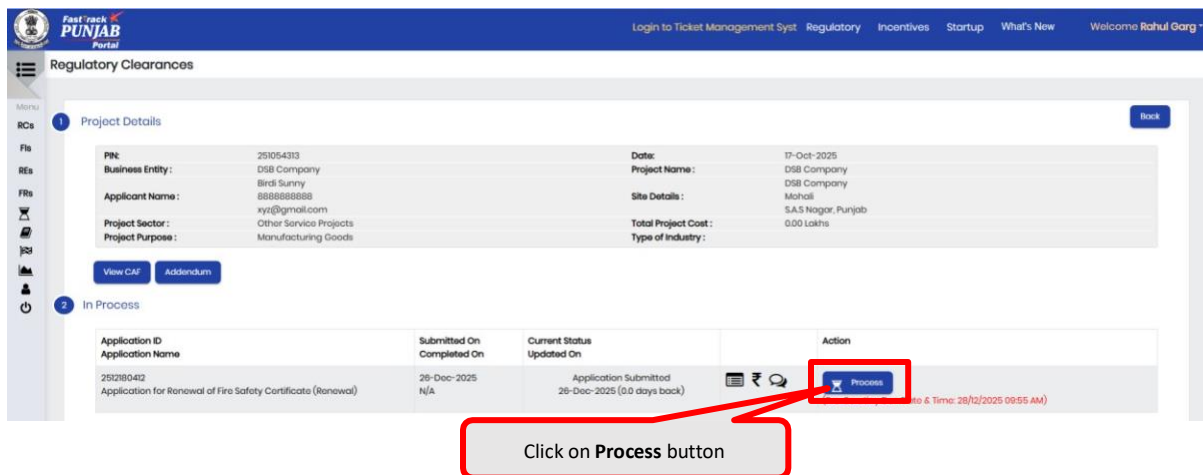 Fast Track
PUNJAB
Portal
Login to Ticket Management Syst Regulatory Incentives Startup What's New Welcome Rahul Garg
Regulatory Clearances
Menu
RCs
FIs
REs
FRs
1 Project Details
Back
PIN: 251054313 Date: 17-Oct-2025
Business Entity : DSB Company Project Name : DSB Company
Applicant Name : Birdi Sunny 8888888888 xyz@gmail.com Site Details : DSB Company Mohali S.A.S Nagar, Punjab
Project Sector : Other Service Projects Total Project Cost : 0.00 Lakhs
Project Purpose : Manufacturing Goods Type of Industry :
View CAF Addendum
2 In Process
Application ID Submitted On Current Status Action
Application Name Completed On Updated On
2512180412 26-Dec-2025 Application Submitted ₹ Process
Application for Renewal of Fire Safety Certificate (Renewal) N/A 26-Dec-2025 (0.0 days back) & Time: 28/12/2025 09:55 AM)
Click on Process button